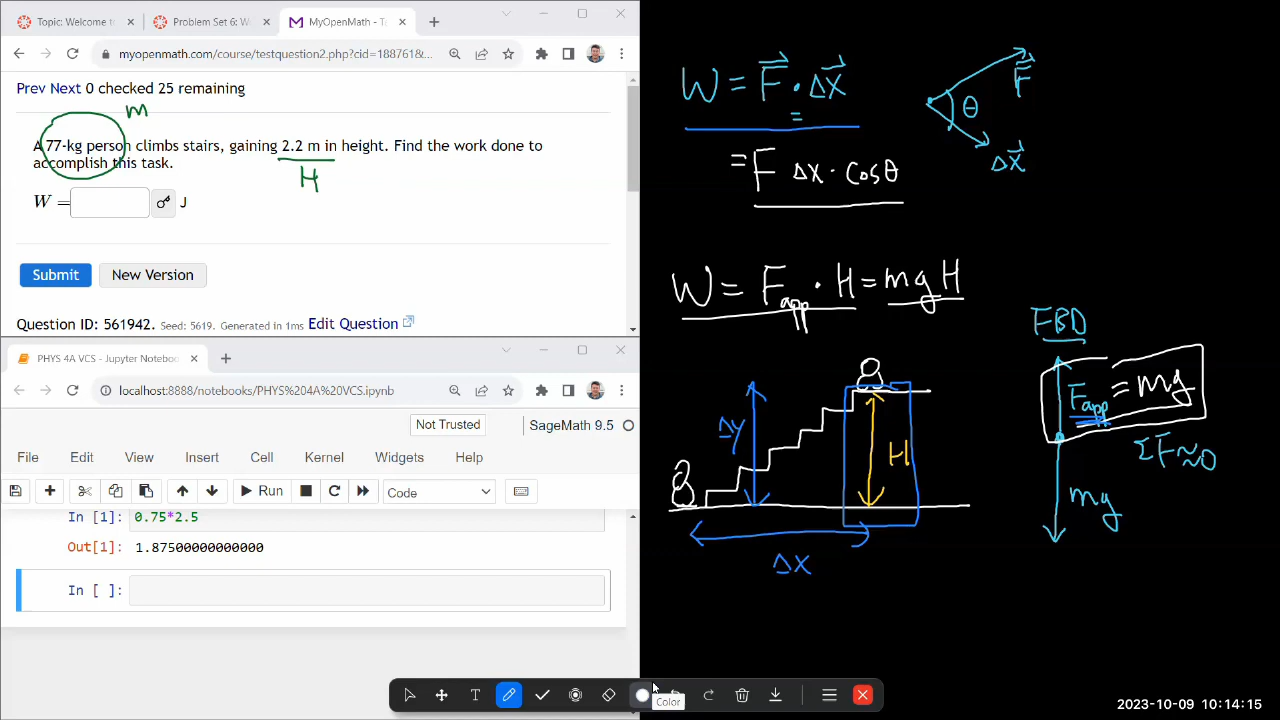 Topic: Welcome t
Problem Set 6: W
MyOpenMath - T
myopenmath.com/course/testquestion2.php?cid=188761&...
Prev Next 0 checked 25 remaining
m
A 77-kg person climbs stairs, gaining 2.2 m in height. Find the work done to
accomplish this task.
H
W = J
Submit New Version
Question ID: 561942. Seed: 5619. Generated in 1ms Edit Question
PHYS 4A VCS - Jupyter Notebook
localhost/notebooks/PHYS%204A%20VCS.ipynb
Not Trusted SageMath 9.5
File Edit View Insert Cell Kernel Widgets Help
Run Code
In [1]: 0.75*2.5
Out[1]: 1.87500000000000
In [ ]:
W = F⃗ · Δx⃗
= F Δx · cosθ
F⃗
θ
Δx⃗
W = Fapp · H = mgH
FBD
Fapp = mg
ΣF ≈ 0
mg
Δy
H
Δx
Color
2023-10-09 10:14:15